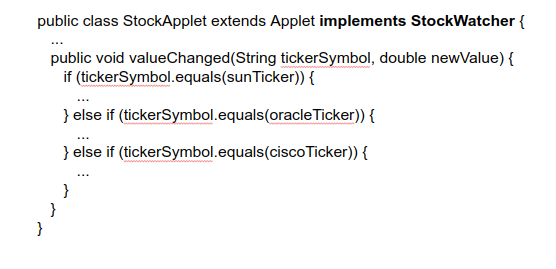 public class StockApplet extends Applet implements StockWatcher {
...
public void valueChanged(String tickerSymbol, double newValue) {
if (tickerSymbol.equals(sunTicker)) {
...
} else if (tickerSymbol.equals(oracleTicker)) {
...
} else if (tickerSymbol.equals(ciscoTicker)) {
...
}
}
}